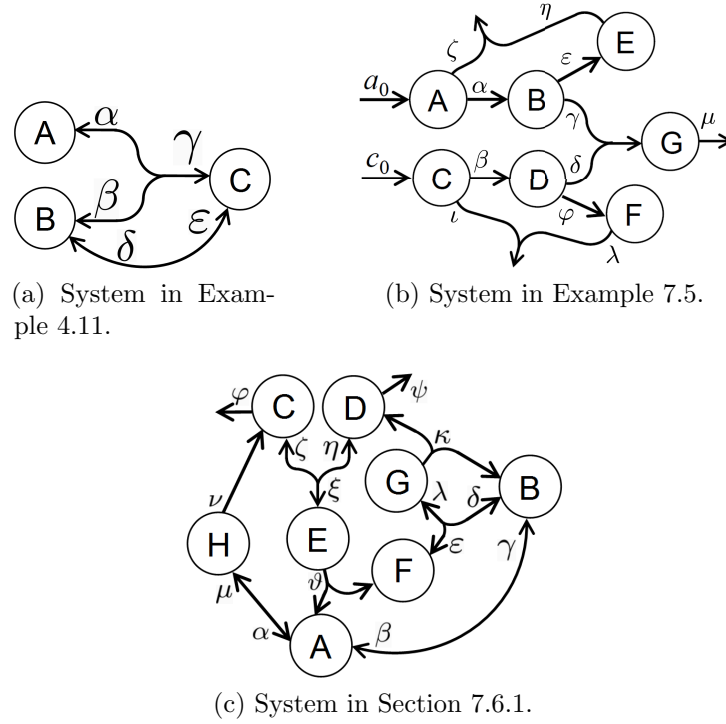 η
ζ
E
ε
a₀
A
α
B
γ
μ
G
c₀
C
β
D
δ
ι
φ
F
λ
A
α
γ
C
B
β
δ
ε
(a) System in Exam-
ple 4.11.
(b) System in Example 7.5.
φ
C
D
ψ
κ
ζ
η
G
λ
δ
B
ξ
ν
H
E
F
ε
γ
ϑ
μ
α
A
β
(c) System in Section 7.6.1.